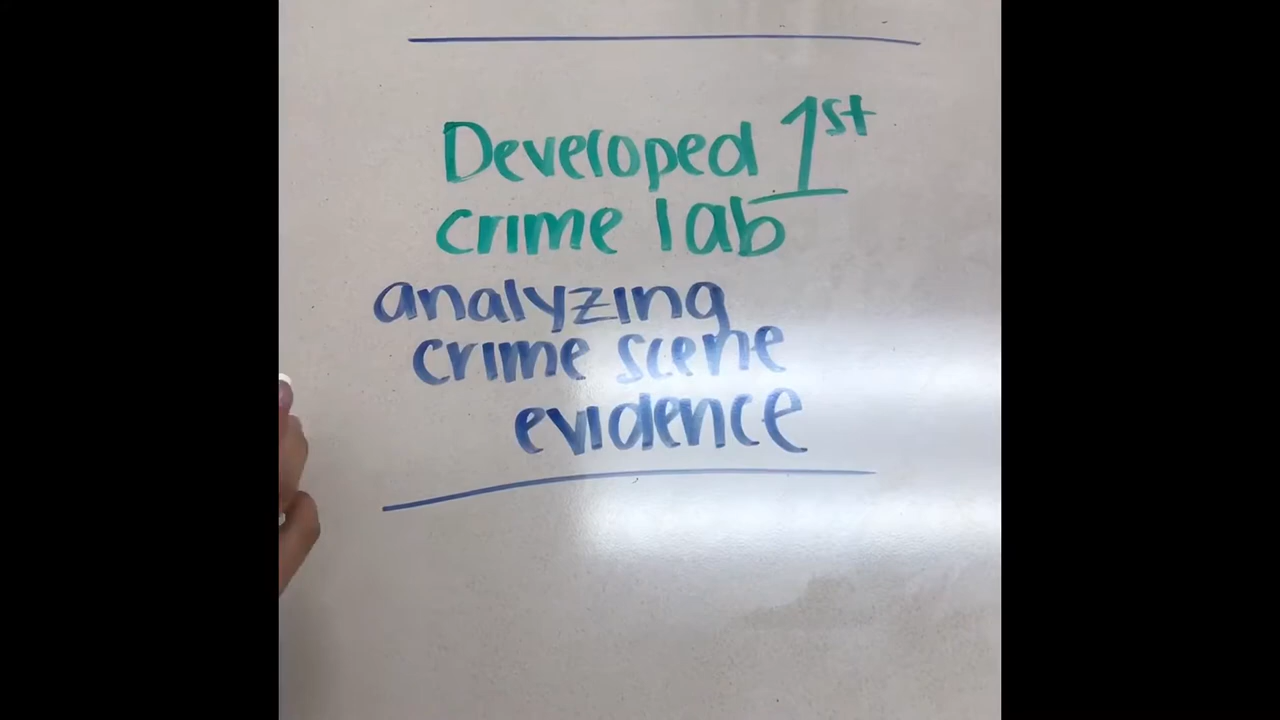 Developed 1st
crime lab
analyzing
crime scene
evidence